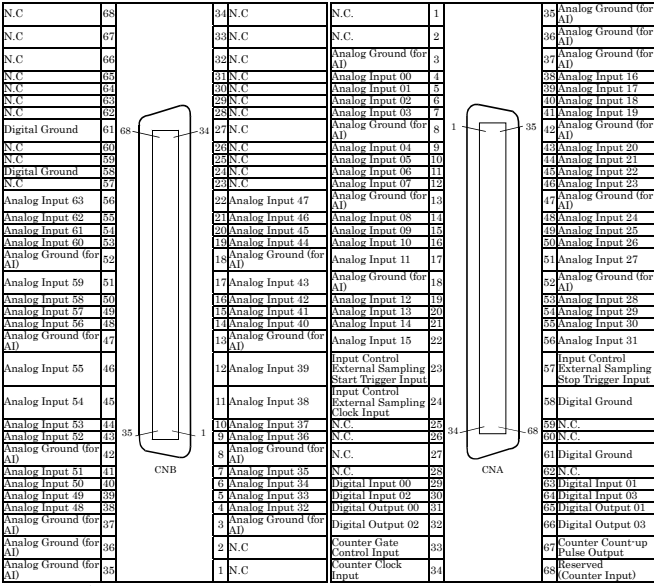 N.C 68 34 N.C N.C. 1 35 Analog Ground (for AI)
N.C 67 33 N.C N.C. 2 36 Analog Ground (for AI)
N.C 66 32 N.C Analog Ground (for AI) 3 37 Analog Ground (for AI)
N.C 65 31 N.C Analog Input 00 4 38 Analog Input 16
N.C 64 30 N.C Analog Input 01 5 39 Analog Input 17
N.C 63 29 N.C Analog Input 02 6 40 Analog Input 18
N.C 62 28 N.C Analog Input 03 7 41 Analog Input 19
Digital Ground 61 68 34 27 N.C Analog Ground (for AI) 8 1 35 42 Analog Ground (for AI)
N.C 60 26 N.C Analog Input 04 9 43 Analog Input 20
N.C 59 25 N.C Analog Input 05 10 44 Analog Input 21
Digital Ground 58 24 N.C Analog Input 06 11 45 Analog Input 22
N.C 57 23 N.C Analog Input 07 12 46 Analog Input 23
Analog Input 63 56 22 Analog Input 47 Analog Ground (for AI) 13 47 Analog Ground (for AI)
Analog Input 62 55 21 Analog Input 46 Analog Input 08 14 48 Analog Input 24
Analog Input 61 54 20 Analog Input 45 Analog Input 09 15 49 Analog Input 25
Analog Input 60 53 19 Analog Input 44 Analog Input 10 16 50 Analog Input 26
Analog Ground (for AI) 52 18 Analog Ground (for AI) Analog Input 11 17 51 Analog Input 27
Analog Input 59 51 17 Analog Input 43 Analog Ground (for AI) 18 52 Analog Ground (for AI)
Analog Input 58 50 16 Analog Input 42 Analog Input 12 19 53 Analog Input 28
Analog Input 57 49 15 Analog Input 41 Analog Input 13 20 54 Analog Input 29
Analog Input 56 48 14 Analog Input 40 Analog Input 14 21 55 Analog Input 30
Analog Ground (for AI) 47 13 Analog Ground (for AI) Analog Input 15 22 56 Analog Input 31
Analog Input 55 46 12 Analog Input 39 Input Control External Sampling Start Trigger Input 23 57 Input Control External Sampling Stop Trigger Input
Analog Input 54 45 11 Analog Input 38 Input Control External Sampling Clock Input 24 58 Digital Ground
Analog Input 53 44 10 Analog Input 37 N.C. 25 59 N.C.
Analog Input 52 43 35 1 9 Analog Input 36 N.C. 26 34 68 60 N.C.
Analog Ground (for AI) 42 8 Analog Ground (for AI) N.C. 27 61 Digital Ground
Analog Input 51 41 CNB 7 Analog Input 35 N.C. 28 CNA 62 N.C.
Analog Input 50 40 6 Analog Input 34 Digital Input 00 29 63 Digital Input 01
Analog Input 49 39 5 Analog Input 33 Digital Input 02 30 64 Digital Input 03
Analog Input 48 38 4 Analog Input 32 Digital Output 00 31 65 Digital Output 01
Analog Ground (for AI) 37 3 Analog Ground (for AI) Digital Output 02 32 66 Digital Output 03
Analog Ground (for AI) 36 2 N.C Counter Gate Control Input 33 67 Counter Count-up Pulse Output
Analog Ground (for AI) 35 1 N.C Counter Clock Input 34 68 Reserved (Counter Input)